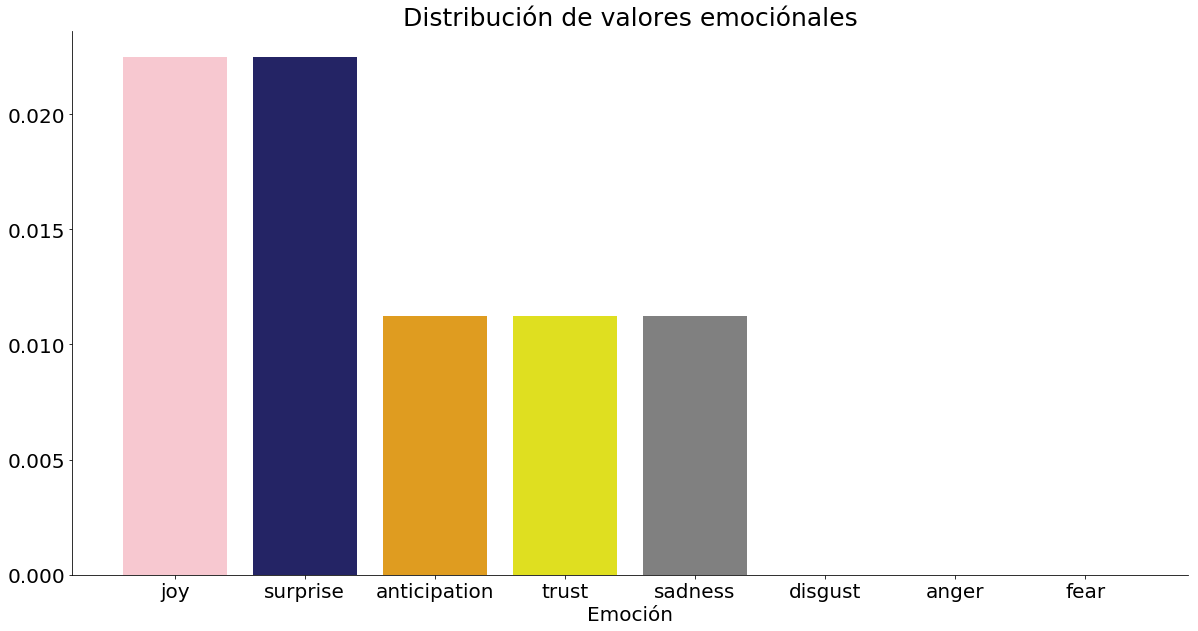 Distribución de valores emociónales
0.020
0.015
0.010
0.005
0.000
joy surprise anticipation trust sadness disgust anger fear
Emoción